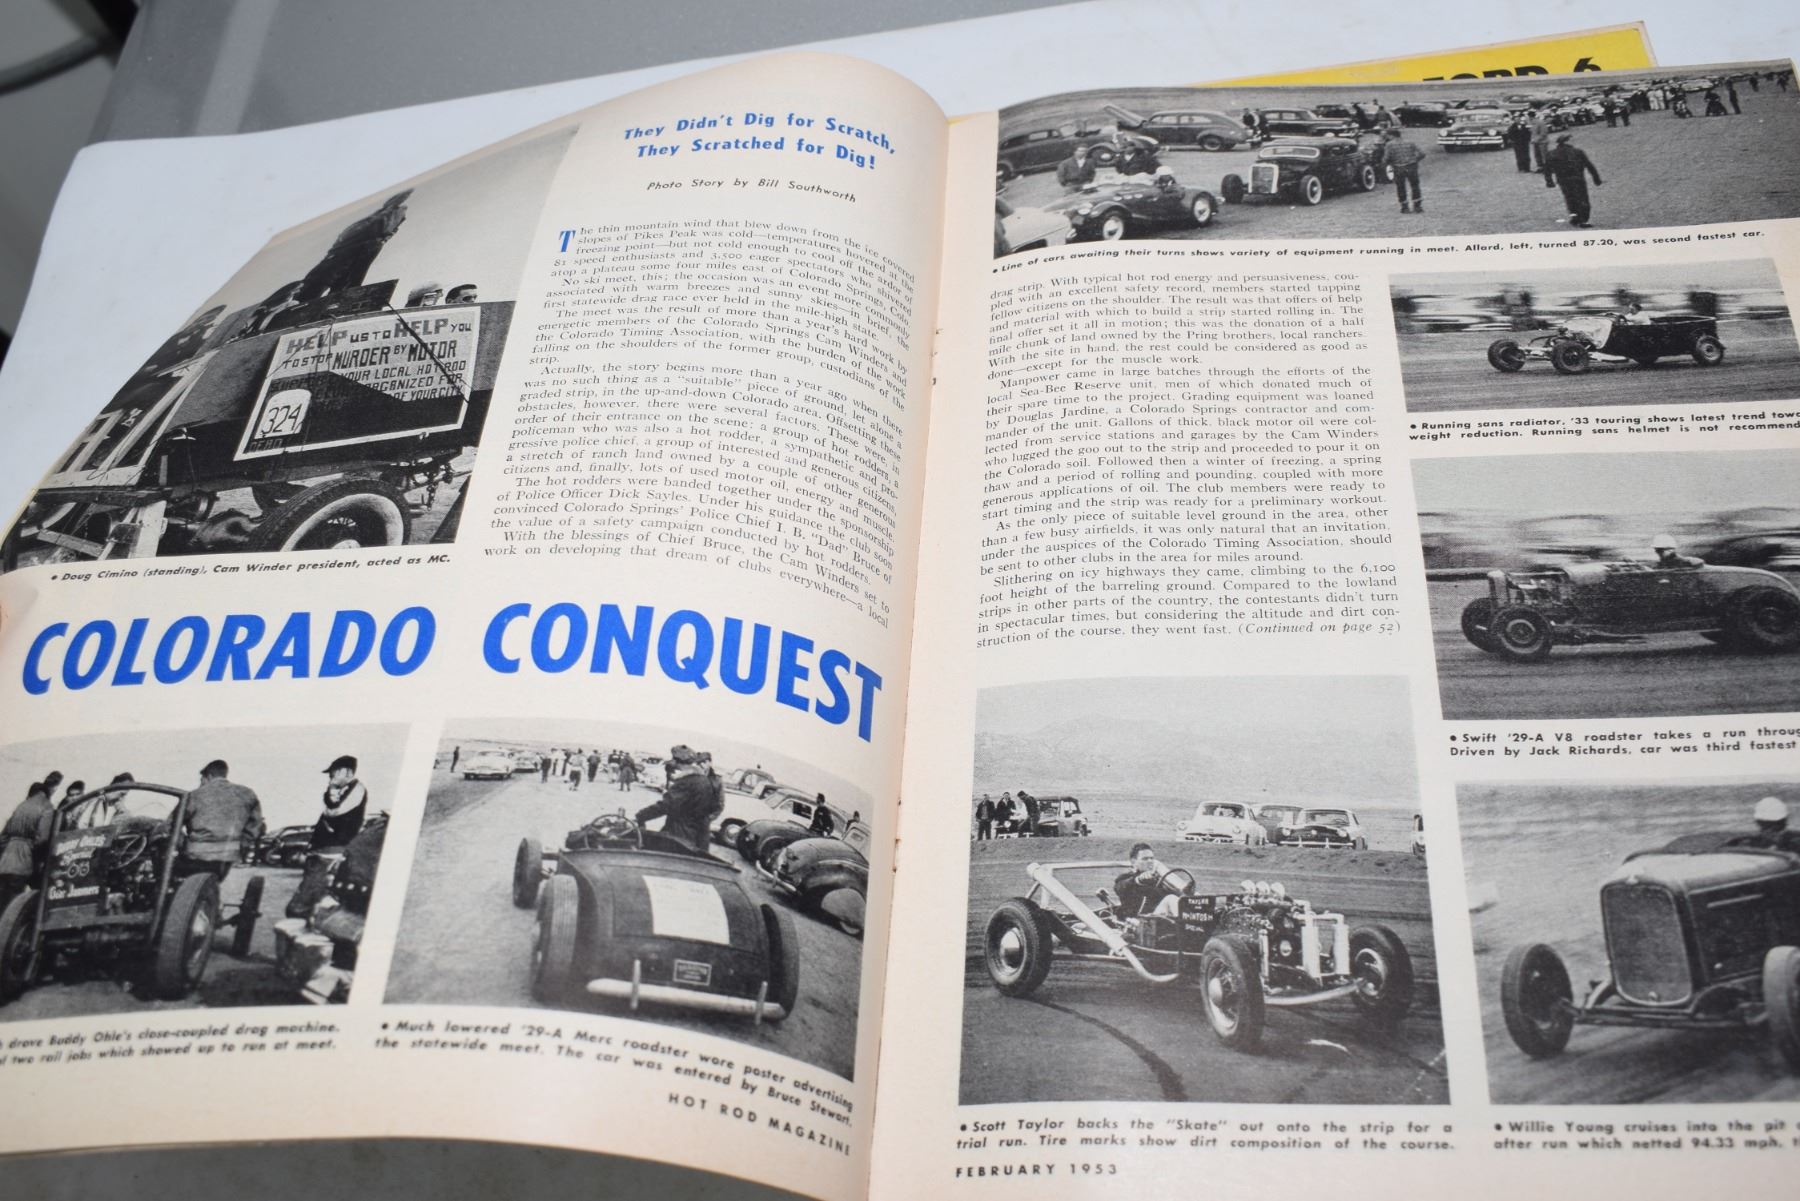 They Didn't Dig for Scratch,
They Scratched for Dig!
Photo Story by Bill Southworth
The thin mountain wind that blew down from the ice covered
slopes of Pikes Peak was cold—temperatures hovered at the
freezing point—but not cold enough to cool off the ardor of
81 speed enthusiasts and 3,500 eager spectators who shivered
atop a plateau some four miles east of Colorado Springs, Colo.
No ski meet, this; the occasion was an event more commonly
associated with warm breezes and sunny skies—in brief, the
first statewide drag race ever held in the mile-high state.
The meet was the result of more than a year's hard work by
energetic members of the Colorado Springs Cam Winders and
the Colorado Timing Association, with the burden of the work
falling on the shoulders of the former group, custodians of the
strip.
Actually, the story begins more than a year ago when there
was no such thing as a "suitable" piece of ground, let alone a
graded strip, in the up-and-down Colorado area. Offsetting these
obstacles, however, there were several factors. These were, in
order of their entrance on the scene: a group of hot rodders, a
policeman who was also a hot rodder, a sympathetic and pro-
gressive police chief, a group of interested and generous citizens,
a stretch of ranch land owned by a couple of other generous
citizens and, finally, lots of used motor oil, energy and muscle.
The hot rodders were banded together under the sponsorship
of Police Officer Dick Sayles. Under his guidance the club soon
convinced Colorado Springs' Police Chief I. B. "Dad" Bruce of
the value of a safety campaign conducted by hot rodders.
With the blessings of Chief Bruce, the Cam Winders set to
work on developing that dream of clubs everywhere—a local
HELP US TO HELP YOU
TO STOP MURDER BY MOTOR
YOUR LOCAL HOT ROD
ORGANIZED FOR
OF YOUR CITY
324
• Doug Cimino (standing), Cam Winder president, acted as MC.
COLORADO CONQUEST
Gear Jammers
drove Buddy Ohle's close-coupled drag machine.
of two rail jobs which showed up to run at meet.
• Much lowered '29-A Merc roadster wore poster advertising
the statewide meet. The car was entered by Bruce Stewart.
HOT ROD MAGAZINE
FORD 6
• Line of cars awaiting their turns shows variety of equipment running in meet. Allard, left, turned 87.20, was second fastest car.
drag strip. With typical hot rod energy and persuasiveness, cou-
pled with an excellent safety record, members started tapping
fellow citizens on the shoulder. The result was that offers of help
and material with which to build a strip started rolling in. The
final offer set it all in motion; this was the donation of a half
mile chunk of land owned by the Pring brothers, local ranchers.
With the site in hand, the rest could be considered as good as
done—except for the muscle work.
Manpower came in large batches through the efforts of the
local Sea-Bee Reserve unit, men of which donated much of
their spare time to the project. Grading equipment was loaned
by Douglas Jardine, a Colorado Springs contractor and com-
mander of the unit. Gallons of thick, black motor oil were col-
lected from service stations and garages by the Cam Winders
who lugged the goo out to the strip and proceeded to pour it on
the Colorado soil. Followed then a winter of freezing, a spring
thaw and a period of rolling and pounding, coupled with more
generous applications of oil. The club members were ready to
start timing and the strip was ready for a preliminary workout.
As the only piece of suitable level ground in the area, other
than a few busy airfields, it was only natural that an invitation,
under the auspices of the Colorado Timing Association, should
be sent to other clubs in the area for miles around.
Slithering on icy highways they came, climbing to the 6,100
foot height of the barreling ground. Compared to the lowland
strips in other parts of the country, the contestants didn't turn
in spectacular times, but considering the altitude and dirt con-
struction of the course, they went fast. (Continued on page 52)
• Running sans radiator, '33 touring shows latest trend
weight reduction. Running sans helmet is not recommend
• Swift '29-A V8 roadster takes a run throu
Driven by Jack Richards, car was third fastest
TAYLOR
McINTOSH
SPECIAL
• Scott Taylor backs the "Skate" out onto the strip for a
trial run. Tire marks show dirt composition of the course.
• Willie Young cruises into the pit
after run which netted 94.33 mph,
FEBRUARY 1953